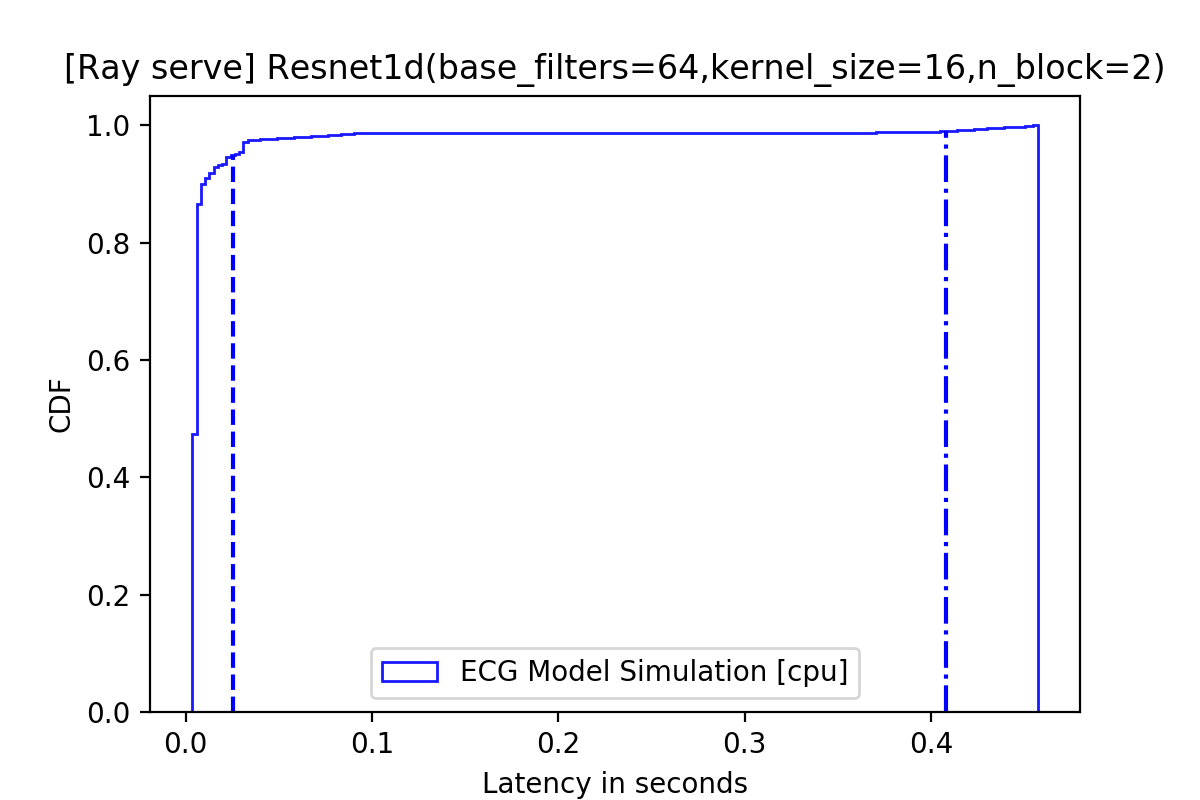 [Ray serve] Resnet1d(base_filters=64,kernel_size=16,n_block=2)
1.0
0.8
0.6
0.4
0.2
0.0
CDF
ECG Model Simulation [cpu]
0.0 0.1 0.2 0.3 0.4
Latency in seconds